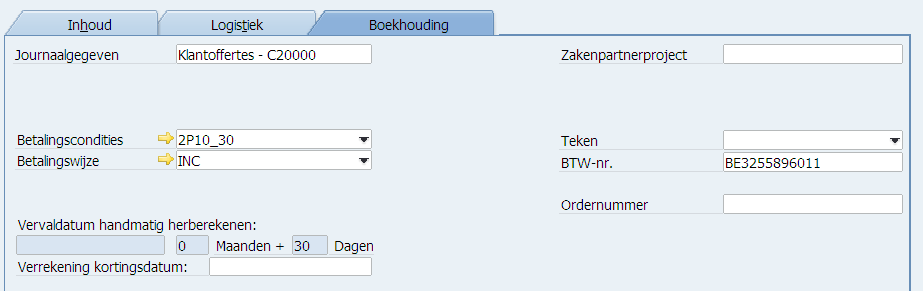 Inhoud Logistiek Boekhouding
Journaalgegeven Klantoffertes - C20000 Zakenpartnerproject
Betalingscondities 2P10_30 Teken
Betalingswijze INC BTW-nr. BE3255896011
Ordernummer
Vervaldatum handmatig herberekenen:
0 Maanden + 30 Dagen
Verrekening kortingsdatum: